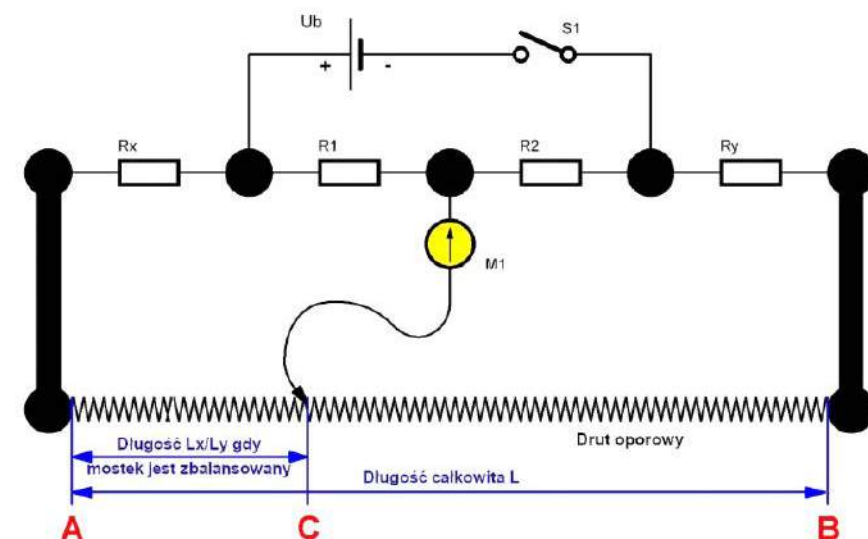 Ub
S1
+
-
Rx
R1
R2
Ry
M1
Drut oporowy
Długość Lx/Ly gdy
mostek jest zbalansowany
Długość całkowita L
A
C
B